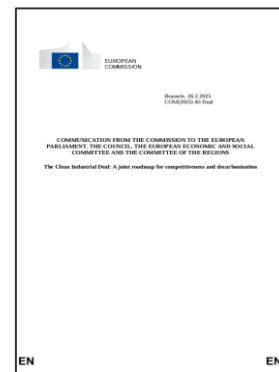 EUROPEAN
COMMISSION
Brussels, 26.2.2025
COM(2025) 85 final
COMMUNICATION FROM THE COMMISSION TO THE EUROPEAN
PARLIAMENT, THE COUNCIL, THE EUROPEAN ECONOMIC AND SOCIAL
COMMITTEE AND THE COMMITTEE OF THE REGIONS
The Clean Industrial Deal: A joint roadmap for competitiveness and decarbonisation
EN EN